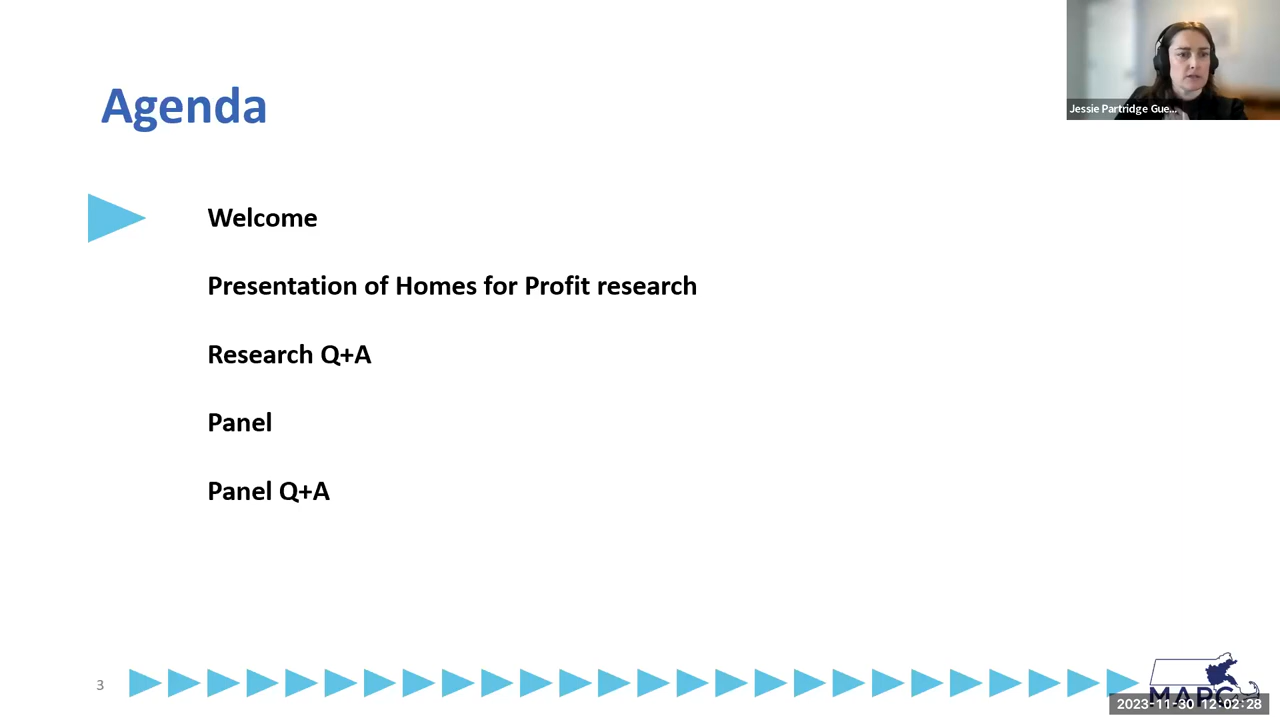 Agenda
Jessie Partridge Gue...
Welcome
Presentation of Homes for Profit research
Research Q+A
Panel
Panel Q+A
3
MAPC
2023-11-30 12:02:28